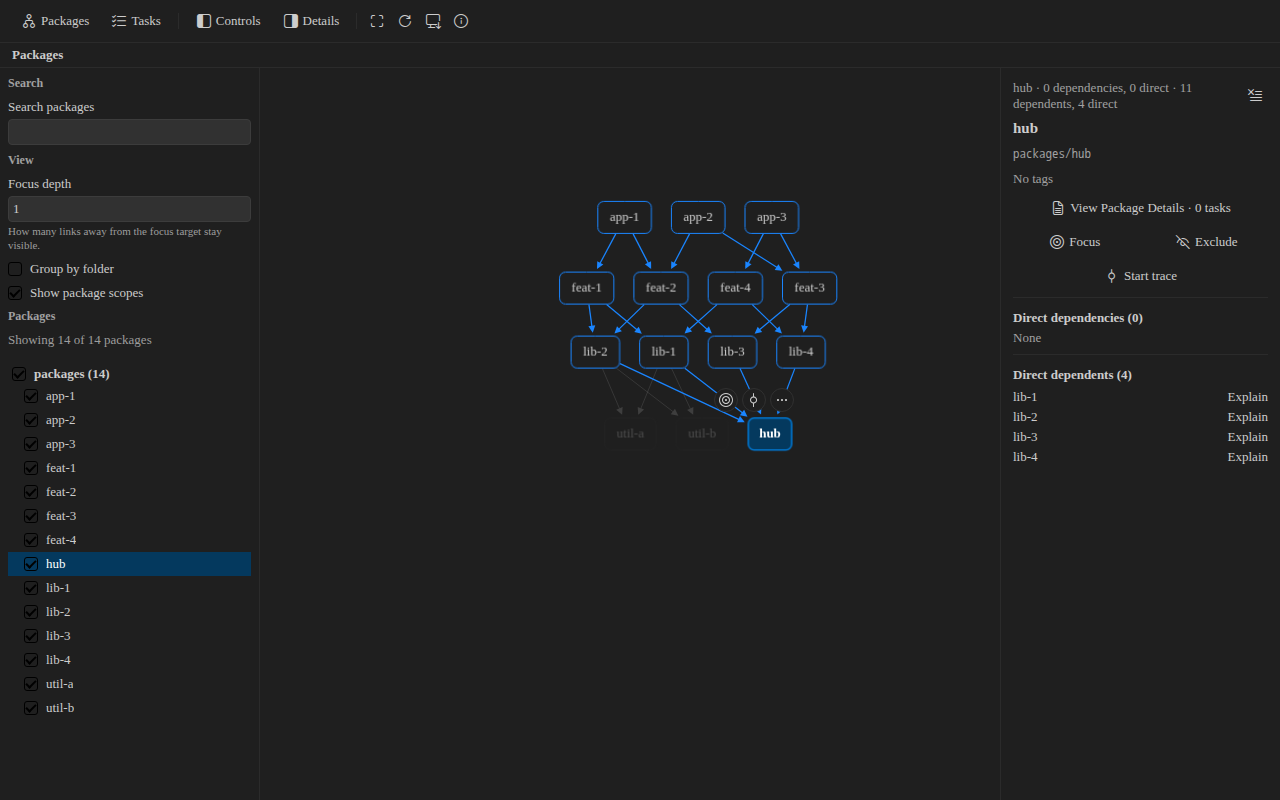 Packages
Tasks
Controls
Details
Packages
Search
Search packages
View
Focus depth
1
How many links away from the focus target stay
visible.
Group by folder
Show package scopes
Packages
Showing 14 of 14 packages
packages (14)
app-1
app-2
app-3
feat-1
feat-2
feat-3
feat-4
hub
lib-1
lib-2
lib-3
lib-4
util-a
util-b
app-1
app-2
app-3
feat-1
feat-2
feat-4
feat-3
lib-2
lib-1
lib-3
lib-4
util-a
util-b
hub
hub · 0 dependencies, 0 direct · 11
dependents, 4 direct
hub
packages/hub
No tags
View Package Details · 0 tasks
Focus
Exclude
Start trace
Direct dependencies (0)
None
Direct dependents (4)
lib-1 Explain
lib-2 Explain
lib-3 Explain
lib-4 Explain